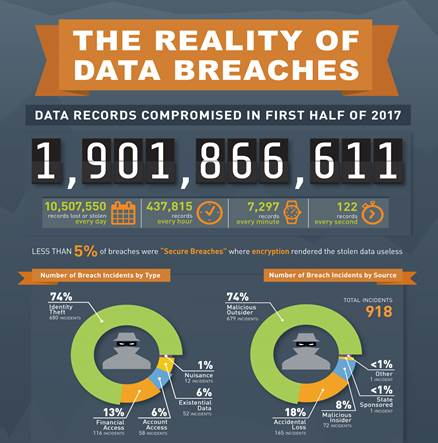 THE REALITY OF
DATA BREACHES
DATA RECORDS COMPROMISED IN FIRST HALF OF 2017
1,901,866,611
10,507,550
records lost or stolen
every day
437,815
records
every hour
7,297
records
every minute
122
records
every second
LESS THAN 5% of breaches were "Secure Breaches" where encryption rendered the stolen data useless
Number of Breach Incidents by Type
74%
Identity
Theft
680 INCIDENTS
1%
Nuisance
12 INCIDENTS
6%
Existential
Data
52 INCIDENTS
6%
Account
Access
58 INCIDENTS
13%
Financial
Access
116 INCIDENTS
Number of Breach Incidents by Source
TOTAL INCIDENTS
918
74%
Malicious
Outsider
679 INCIDENTS
<1%
Other
1 INCIDENT
<1%
State
Sponsored
1 INCIDENT
8%
Malicious
Insider
72 INCIDENTS
18%
Accidental
Loss
165 INCIDENTS